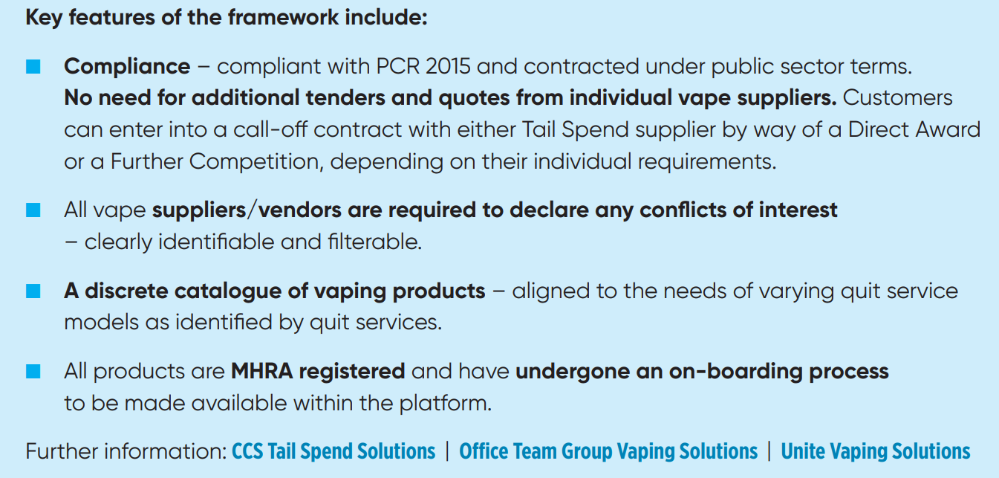 Key features of the framework include:
Compliance – compliant with PCR 2015 and contracted under public sector terms.
No need for additional tenders and quotes from individual vape suppliers. Customers
can enter into a call-off contract with either Tail Spend supplier by way of a Direct Award
or a Further Competition, depending on their individual requirements.
All vape suppliers/vendors are required to declare any conflicts of interest
– clearly identifiable and filterable.
A discrete catalogue of vaping products – aligned to the needs of varying quit service
models as identified by quit services.
All products are MHRA registered and have undergone an on-boarding process
to be made available within the platform.
Further information: CCS Tail Spend Solutions | Office Team Group Vaping Solutions | Unite Vaping Solutions